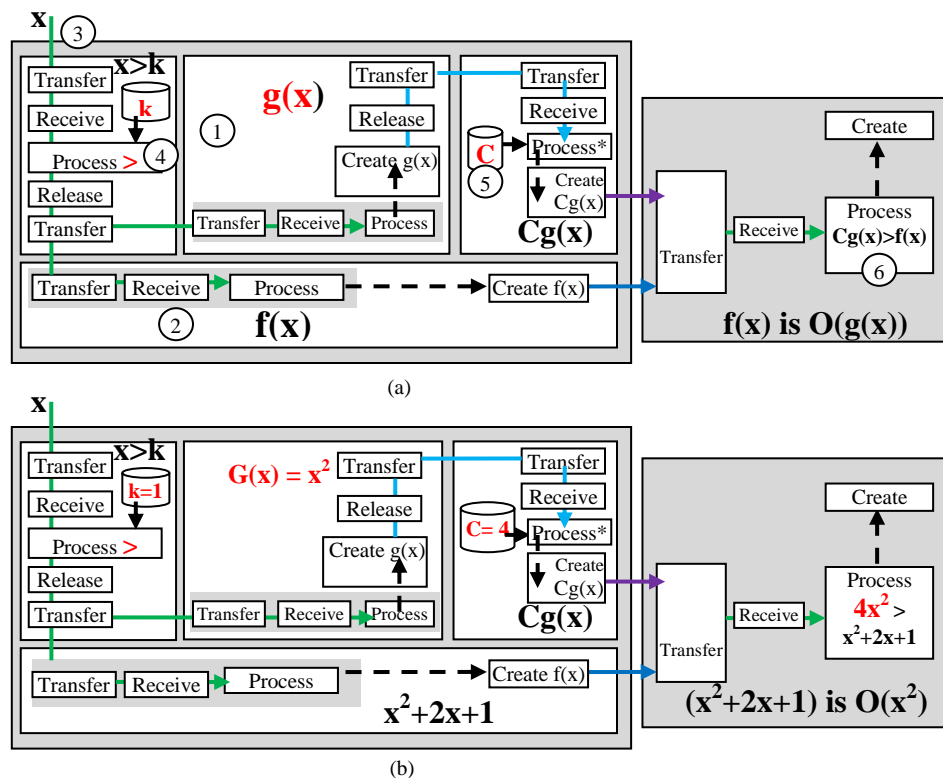 x
3
x>k
Transfer
k
Receive
Process >
4
Release
Transfer
1
g(x)
Transfer
Release
Create g(x)
Transfer
Receive
Process
Transfer
Receive
C
Process*
5
Create
Cg(x)
Cg(x)
Transfer
Receive
Process
2
f(x)
Create f(x)
Transfer
Receive
Create
Process
Cg(x)>f(x)
6
f(x) is O(g(x))
(a)
x
x>k
Transfer
k=1
Receive
Process >
Release
Transfer
G(x) = x²
Transfer
Release
Create g(x)
Transfer
Receive
Process
Transfer
Receive
C= 4
Process*
Create
Cg(x)
Cg(x)
Transfer
Receive
Process
x²+2x+1
Create f(x)
Transfer
Receive
Create
Process
4x² >
x²+2x+1
(x²+2x+1) is O(x²)
(b)